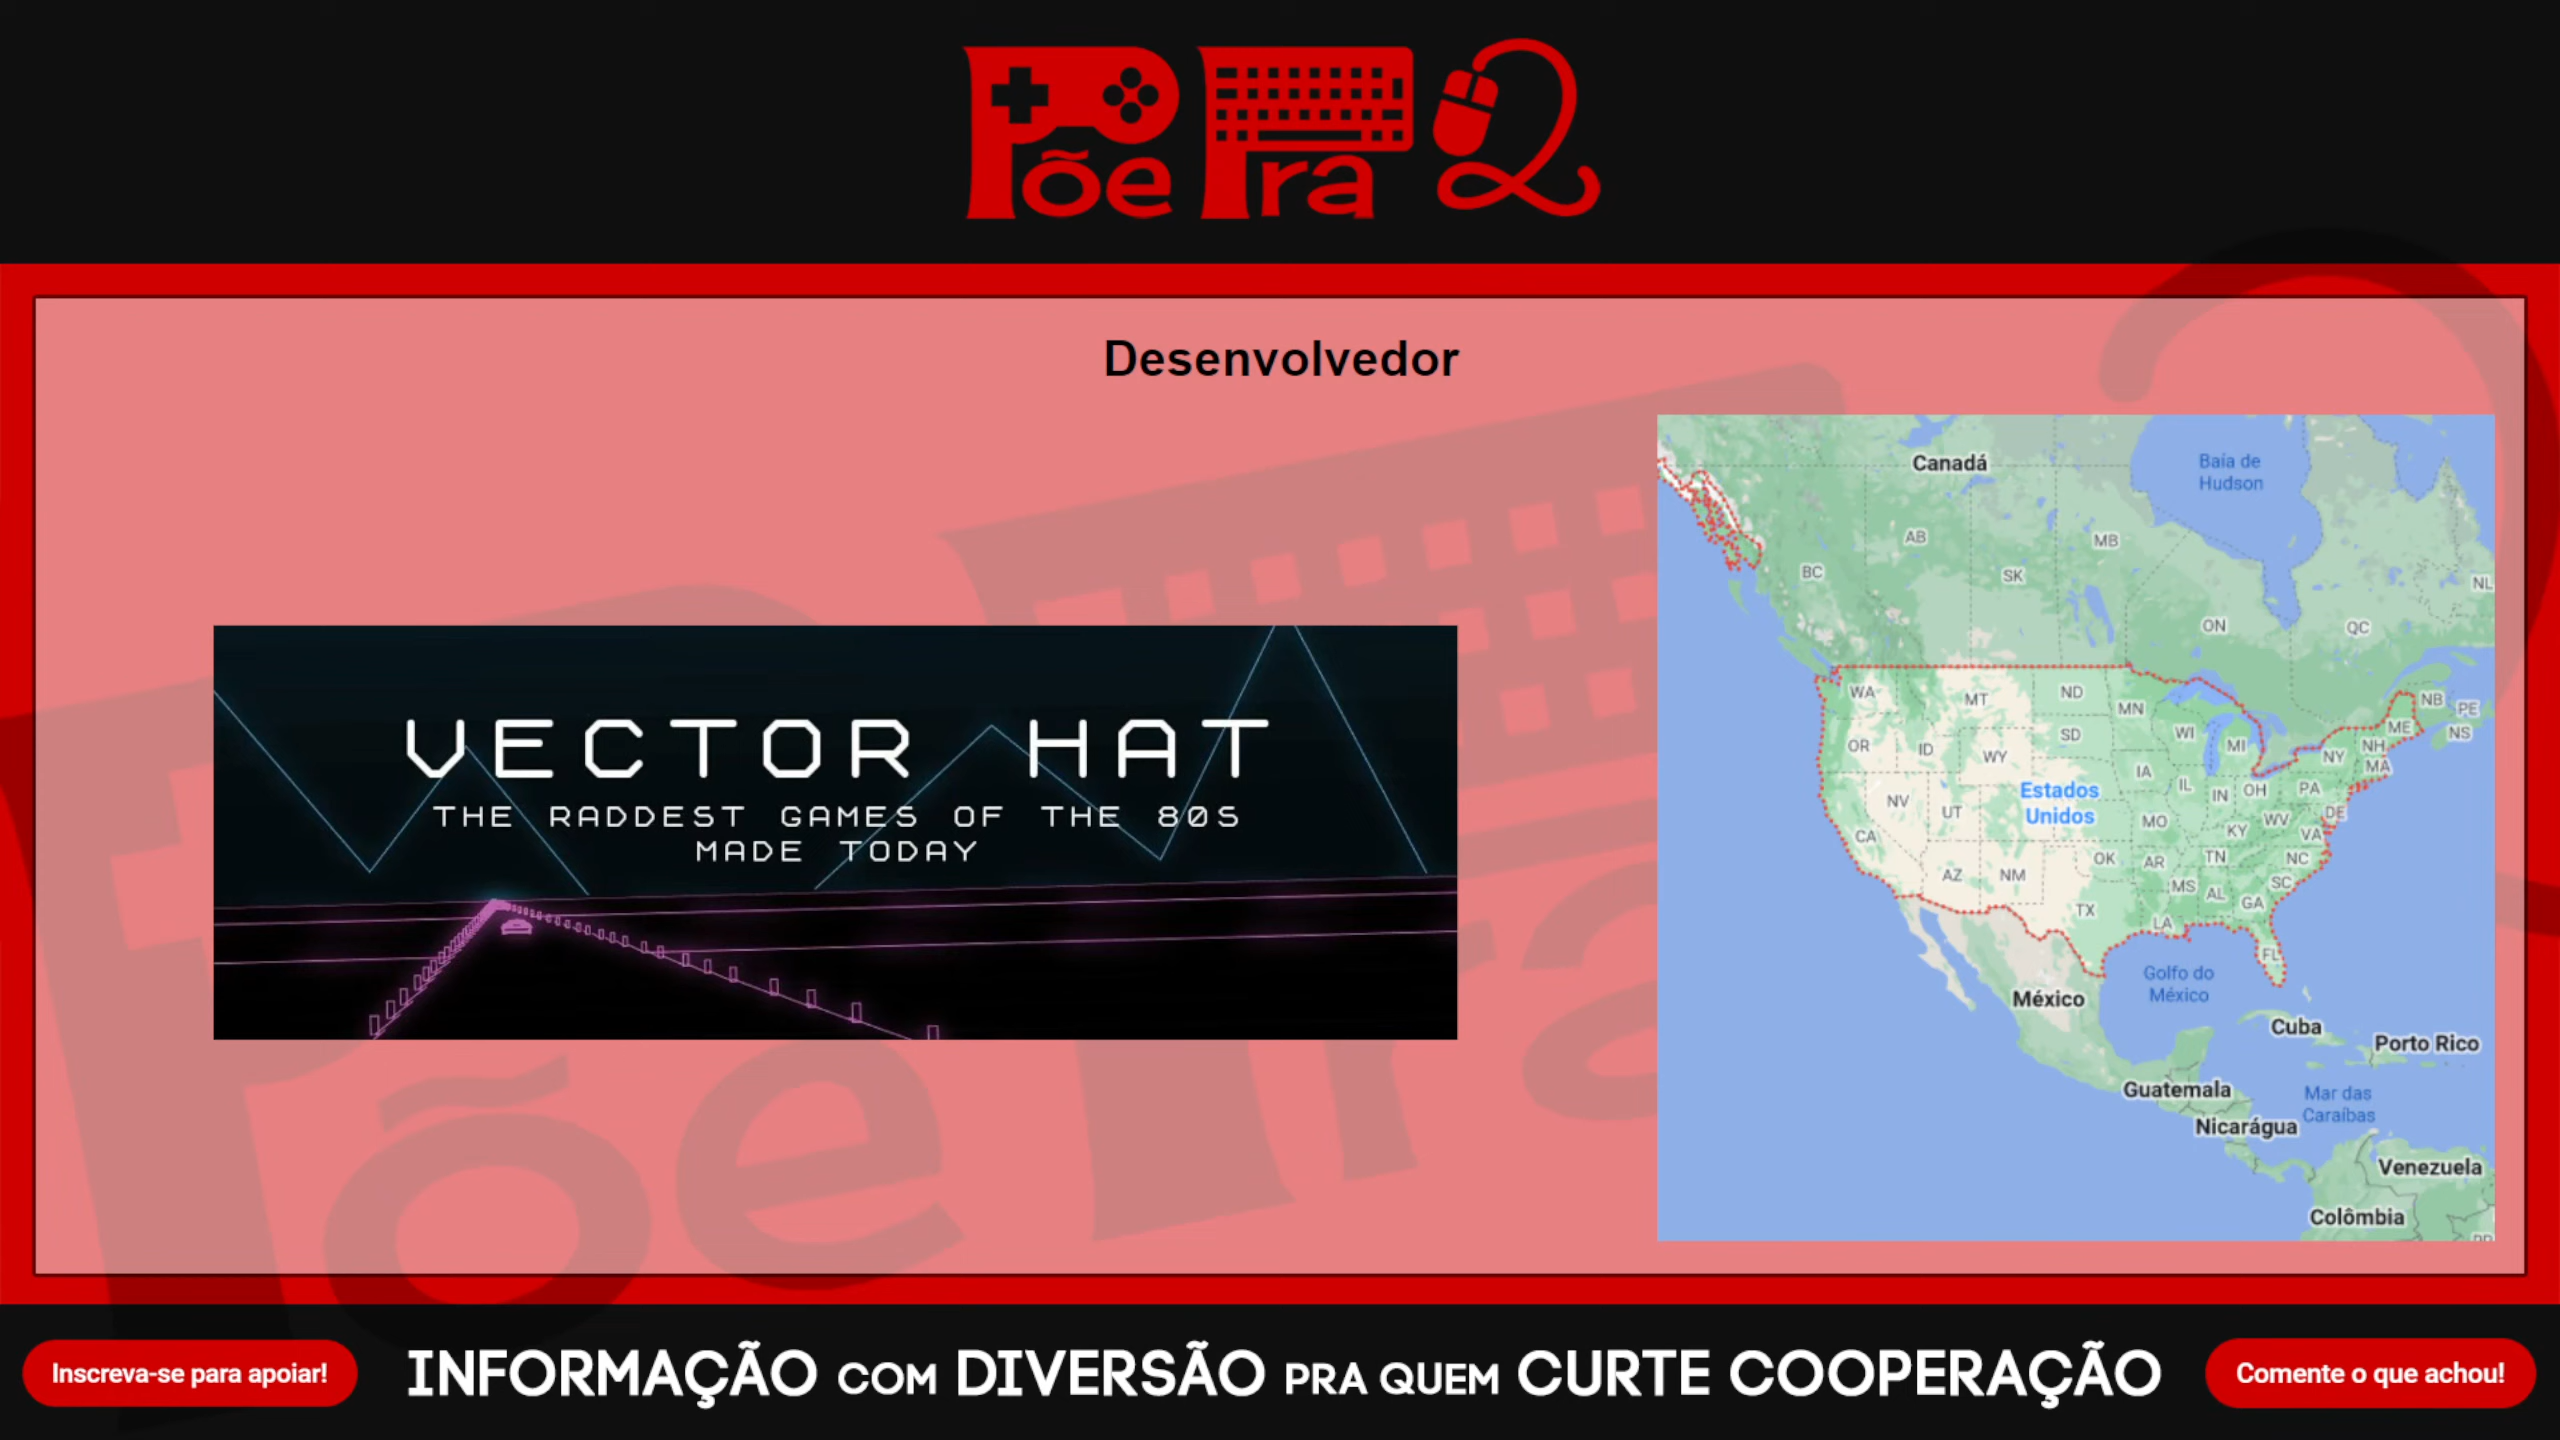 Põe Pra 2
Desenvolvedor
VECTOR HAT
THE RADDEST GAMES OF THE 80S
MADE TODAY
Canadá
Baía de
Hudson
AB
MB
BC
SK
NL
ON
QC
WA
MT
ND
MN
NB
PE
ME
NS
OR
ID
SD
WI
MI
NH
NY
MA
WY
IA
Estados
Unidos
NV
UT
IL
IN
OH
PA
DE
CA
MO
KY
WV
VA
OK
AR
TN
NC
AZ
NM
MS
AL
SC
GA
TX
LA
FL
Golfo do
México
México
Cuba
Porto Rico
Guatemala
Mar das
Caraíbas
Nicarágua
Venezuela
Colômbia
Inscreva-se para apoiar!
INFORMAÇÃO COM DIVERSÃO PRA QUEM CURTE COOPERAÇÃO
Comente o que achou!